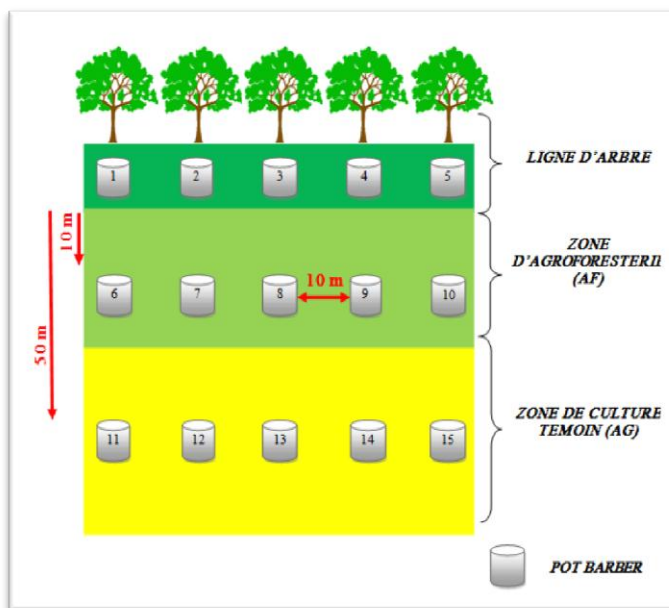 LIGNE D'ARBRE
1 2 3 4 5
10 m
ZONE
D'AGROFORESTERIE
(AF)
10 m
6 7 8 9 10
50 m
ZONE DE CULTURE
TEMOIN (AG)
11 12 13 14 15
POT BARBER